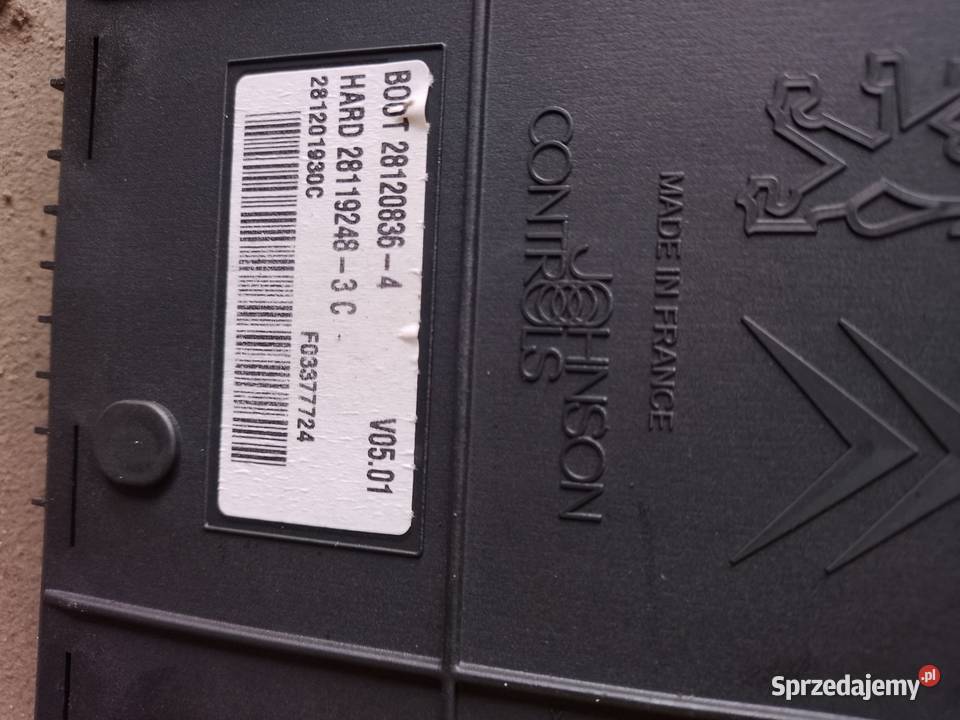 BOOT 28120836-4 V05.01
HARD 28119248-3 C
281201930C F03377724
JOHNSON
CONTROLS
MADE IN FRANCE
Sprzedajemy.pl